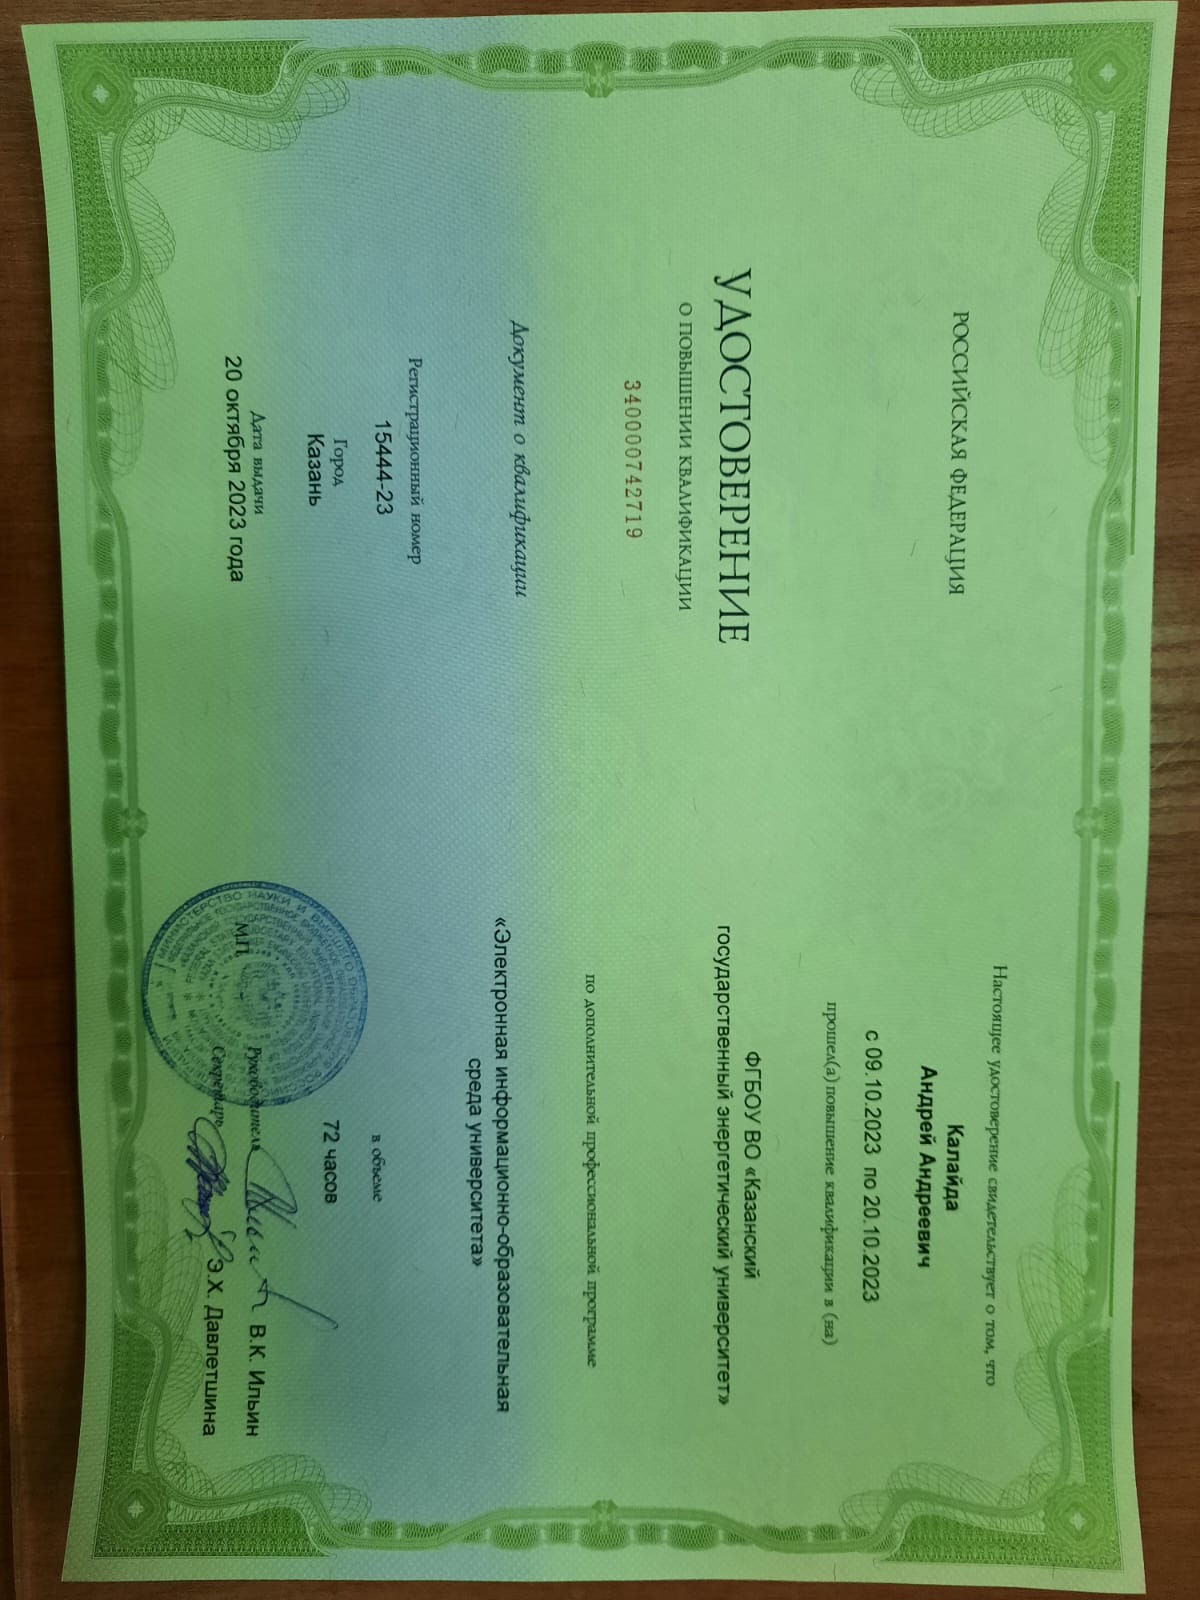 РОССИЙСКАЯ ФЕДЕРАЦИЯ
УДОСТОВЕРЕНИЕ
О ПОВЫШЕНИИ КВАЛИФИКАЦИИ
340000742719
Документ о квалификации
Регистрационный номер
15444-23
Город
Казань
Дата выдачи
20 октября 2023 года
Настоящее удостоверение свидетельствует о том, что
Калайда
Андрей Андреевич
с 09.10.2023 по 20.10.2023
прошел(а) повышение квалификации в (на)
ФГБОУ ВО «Казанский
государственный энергетический университет»
по дополнительной профессиональной программе
«Электронная информационно-образовательная
среда университета»
в объеме
72 часов
М.П.
Руководитель В.К. Ильин
Секретарь Э.Х. Давлетшина